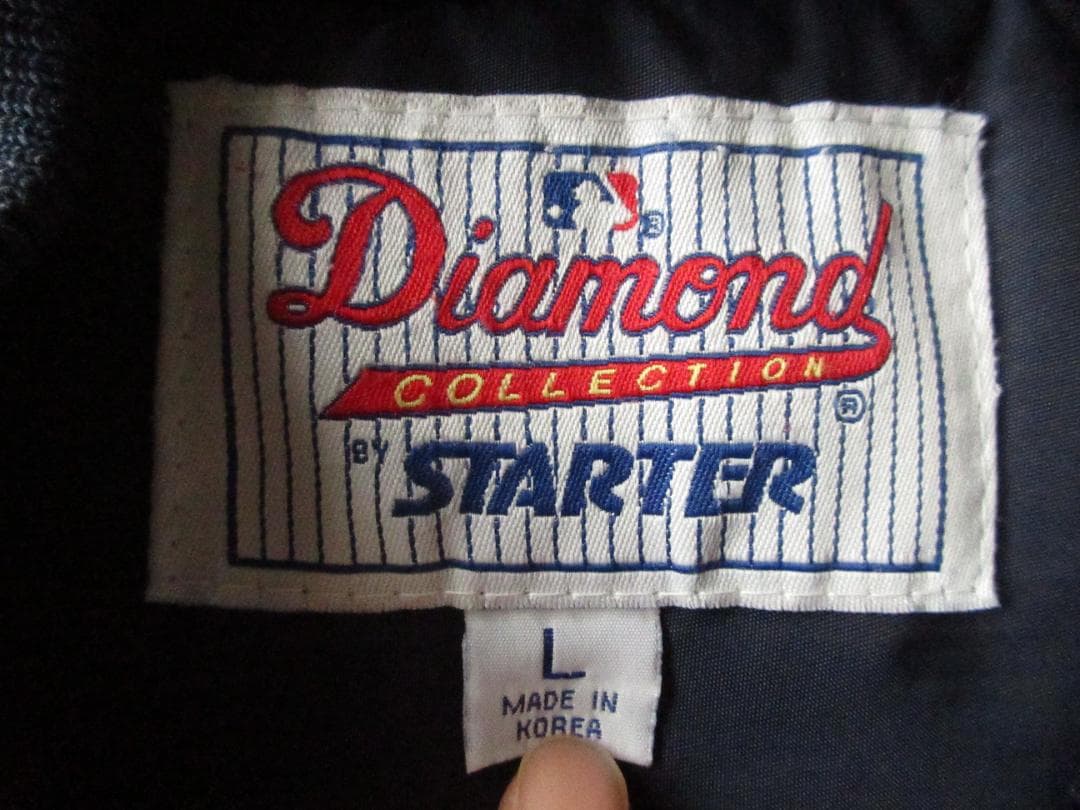 ®
Diamond
COLLECTION
®
BY STARTER
L
MADE IN
KOREA